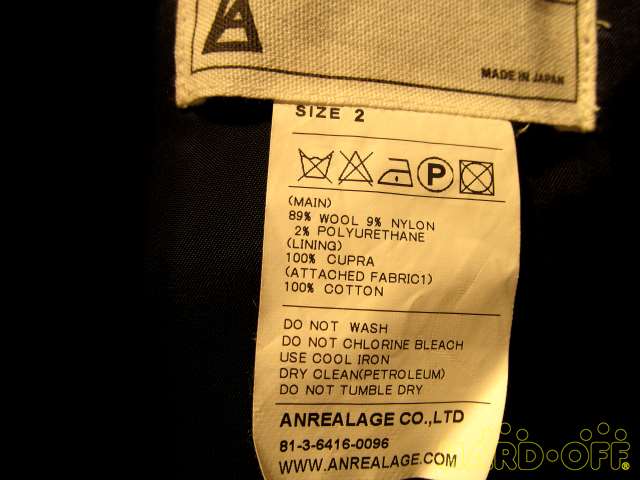 MADE IN JAPAN
SIZE 2
P
(MAIN)
89% WOOL 9% NYLON
2% POLYURETHANE
(LINING)
100% CUPRA
(ATTACHED FABRIC1)
100% COTTON
DO NOT WASH
DO NOT CHLORINE BLEACH
USE COOL IRON
DRY CLEAN(PETROLEUM)
DO NOT TUMBLE DRY
ANREALAGE CO.,LTD
81-3-6416-0096
WWW.ANREALAGE.COM
HARD·OFF®